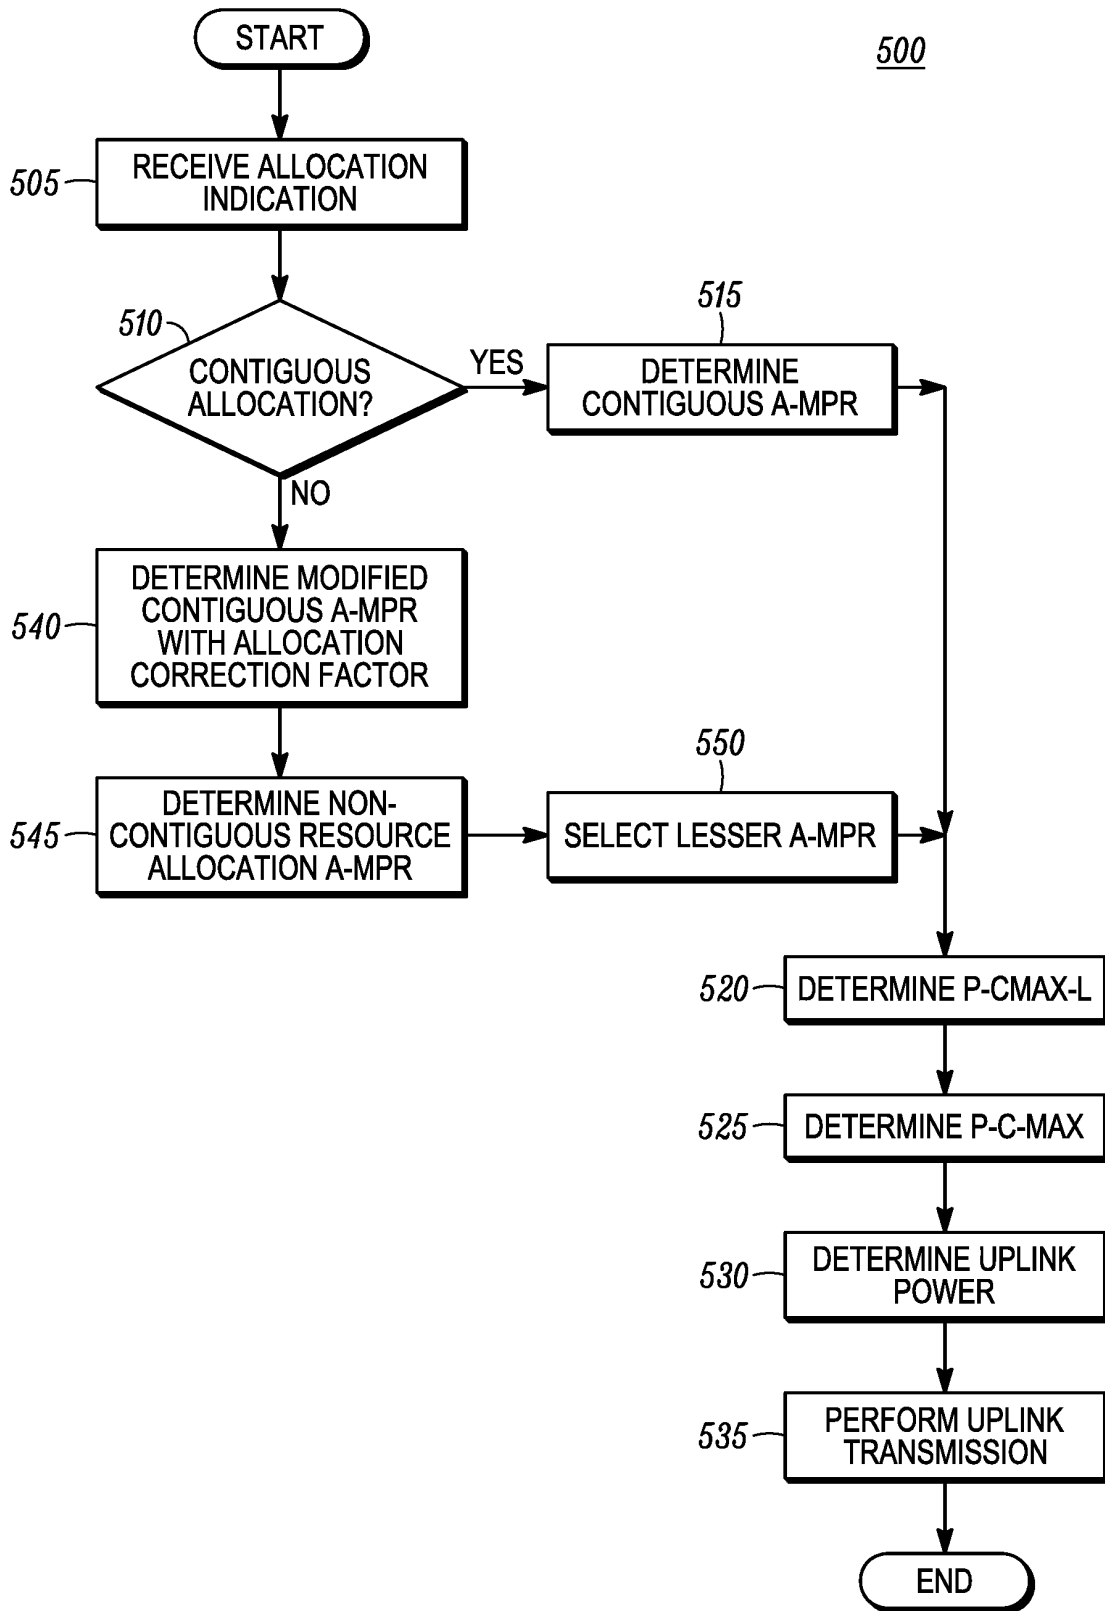 START
500
505
RECEIVE ALLOCATION
INDICATION
510
CONTIGUOUS
ALLOCATION?
YES
515
DETERMINE
CONTIGUOUS A-MPR
NO
540
DETERMINE MODIFIED
CONTIGUOUS A-MPR
WITH ALLOCATION
CORRECTION FACTOR
545
DETERMINE NON-
CONTIGUOUS RESOURCE
ALLOCATION A-MPR
550
SELECT LESSER A-MPR
520
DETERMINE P-CMAX-L
525
DETERMINE P-C-MAX
530
DETERMINE UPLINK
POWER
535
PERFORM UPLINK
TRANSMISSION
END